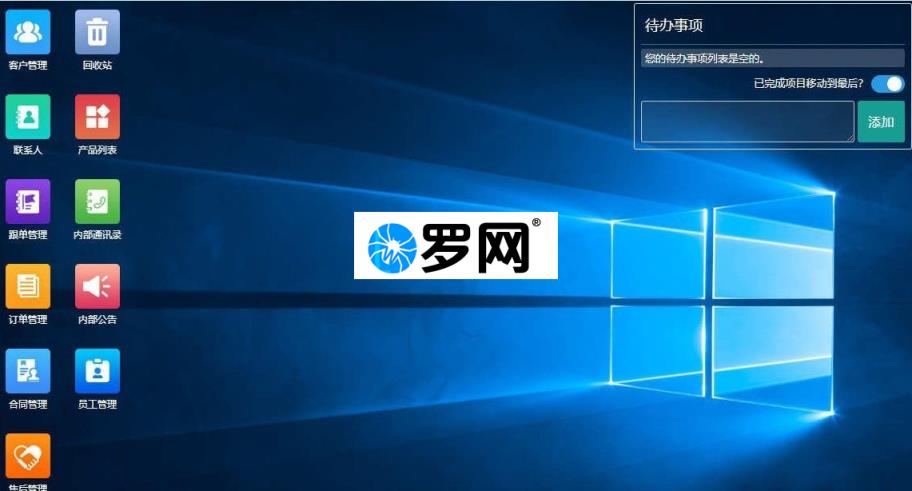 客户管理
回收站
联系人
产品列表
跟单管理
内部通讯录
订单管理
内部公告
合同管理
员工管理
售后管理
待办事项
您的待办事项列表是空的。
已完成项目移动到最后?
添加
罗网®